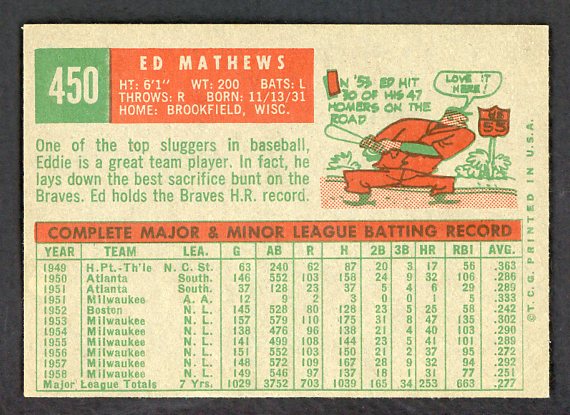 450
ED MATHEWS
HT: 6'1" WT: 200 BATS: L
THROWS: R BORN: 11/13/31
HOME: BROOKFIELD, WISC.
One of the top sluggers in baseball,
Eddie is a great team player. In fact, he
lays down the best sacrifice bunt on the
Braves. Ed holds the Braves H.R. record.
IN '53 ED HIT
30 OF HIS 47
HOMERS ON THE
ROAD
LOVE IT
HERE!
US
55
COMPLETE MAJOR & MINOR LEAGUE BATTING RECORD
YEAR TEAM LEA. G AB R H 2B 3B HR RBI AVG.
1949 H.Pt.-Th'le N. C. St. 63 240 62 87 20 3 17 56 .363
1950 Atlanta South. 146 552 103 158 24 9 32 106 .286
1951 Atlanta South. 37 128 23 37 5 4 6 29 .289
1951 Milwaukee A. A. 12 9 2 3 0 0 1 5 .333
1952 Boston N. L. 145 528 80 128 23 5 25 58 .242
1953 Milwaukee N. L. 157 579 110 175 31 8 47 135 .302
1954 Milwaukee N. L. 138 476 96 138 21 4 40 103 .290
1955 Milwaukee N. L. 141 499 108 144 23 5 41 101 .289
1956 Milwaukee N. L. 151 552 103 150 21 2 37 95 .272
1957 Milwaukee N. L. 148 572 109 167 28 9 32 94 .292
1958 Milwaukee N. L. 149 546 97 137 18 1 31 77 .251
Major League Totals 7 Yrs. 1029 3752 703 1039 165 34 253 663 .277
©T.C.G. PRINTED IN U.S.A.